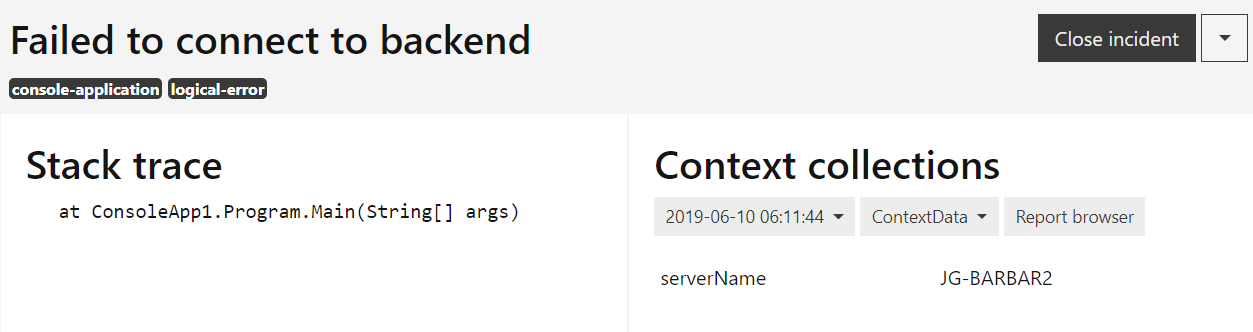 Failed to connect to backend
Close incident
console-application logical-error
Stack trace
at ConsoleApp1.Program.Main(String[] args)
Context collections
2019-06-10 06:11:44 ContextData Report browser
serverName JG-BARBAR2